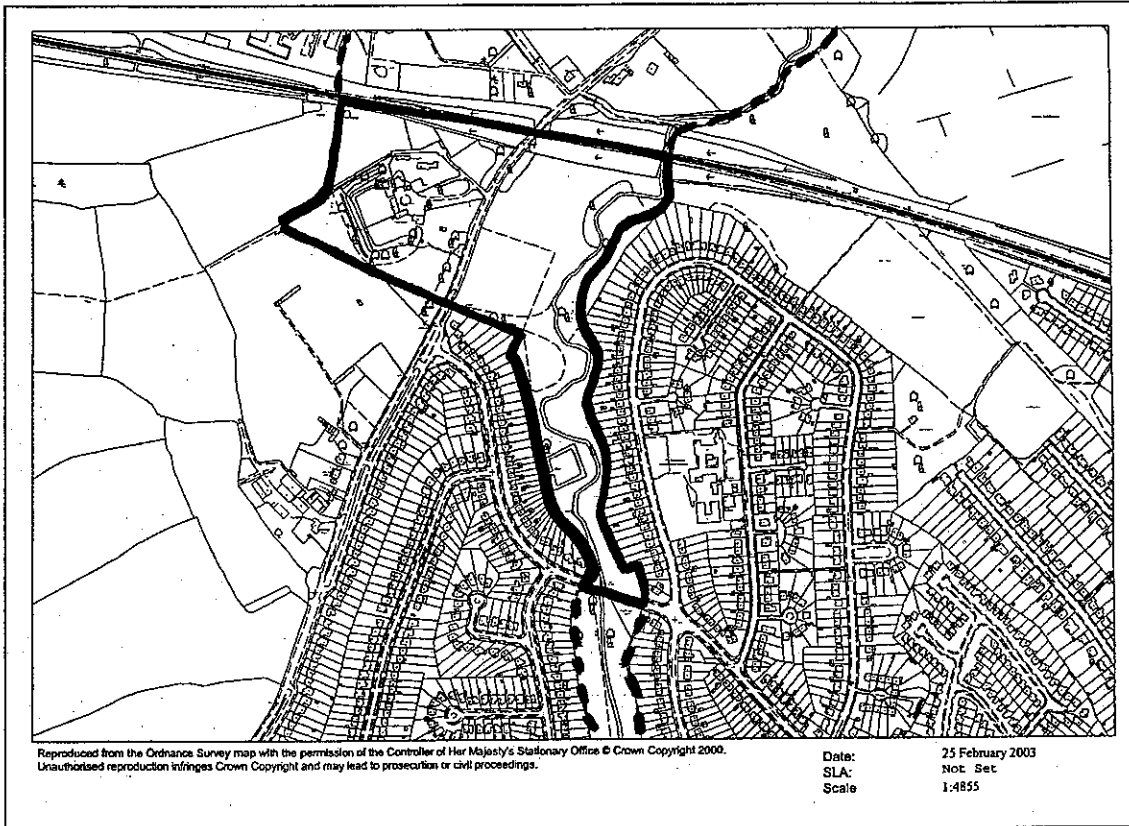 Reproduced from the Ordnance Survey map with the permission of the Controller of Her Majesty's Stationary Office © Crown Copyright 2000.
Unauthorised reproduction infringes Crown Copyright and may lead to prosecution or civil proceedings.
Date: 25 February 2003
SLA: Not Set
Scale 1:4855